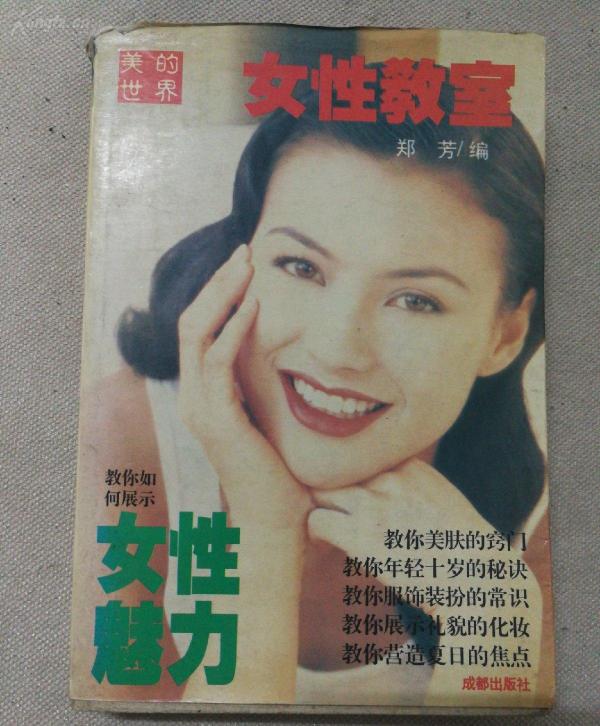 美的
世界
女性教室
郑 芳/编
教你如
何展示
女性
魅力
教你美肤的窍门
教你年轻十岁的秘诀
教你服饰装扮的常识
教你展示礼貌的化妆
教你营造夏日的焦点
成都出版社